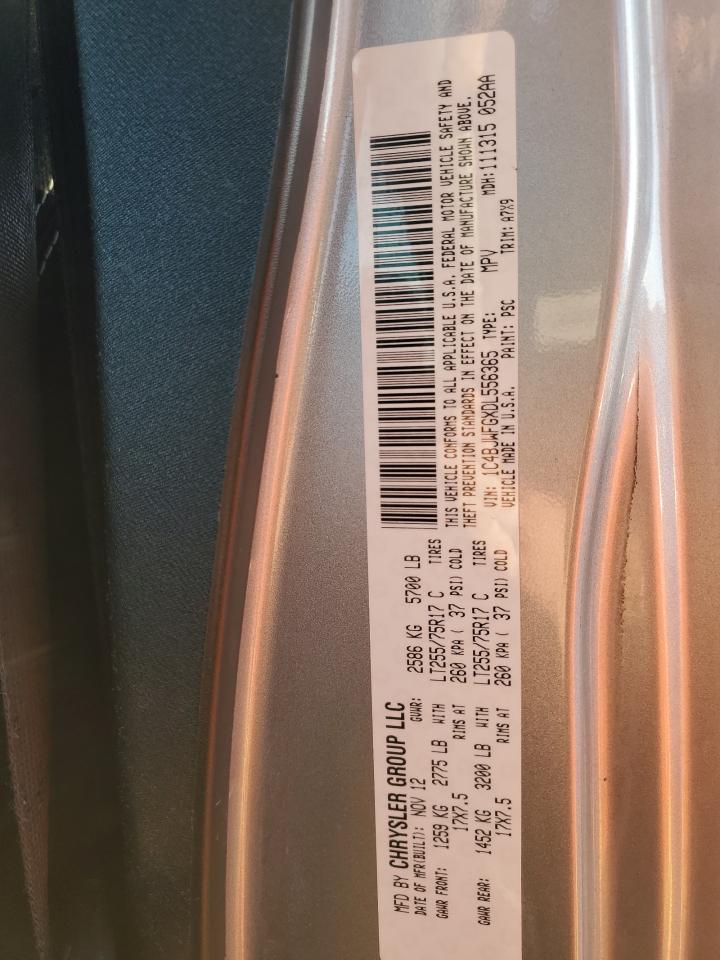 MFD BY CHRYSLER GROUP LLC
DATE OF MFR(BUILT): NOV 12 GVWR: 2586 KG 5700 LB
GAWR FRONT: 1259 KG 2775 LB WITH LT255/75R17 C TIRES
17X7.5 RIMS AT 260 KPA ( 37 PSI) COLD
GAWR REAR: 1452 KG 3200 LB WITH LT255/75R17 C TIRES
17X7.5 RIMS AT 260 KPA ( 37 PSI) COLD
THIS VEHICLE CONFORMS TO ALL APPLICABLE U.S.A. FEDERAL MOTOR VEHICLE SAFETY AND
THEFT PREVENTION STANDARDS IN EFFECT ON THE DATE OF MANUFACTURE SHOWN ABOVE.
VIN: 1C4BJWFGXDL556365 TYPE: MPV MDH:111315 052AA
VEHICLE MADE IN U.S.A. PAINT: PSC TRIM: A7X9